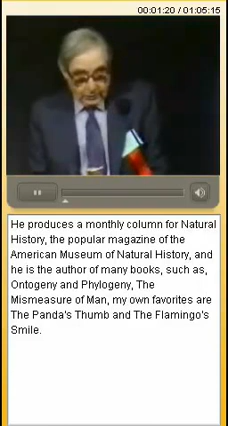 00:01:20 / 01:05:15
He produces a monthly column for Natural
History, the popular magazine of the
American Museum of Natural History, and
he is the author of many books, such as,
Ontogeny and Phylogeny, The
Mismeasure of Man, my own favorites are
The Panda's Thumb and The Flamingo's
Smile.